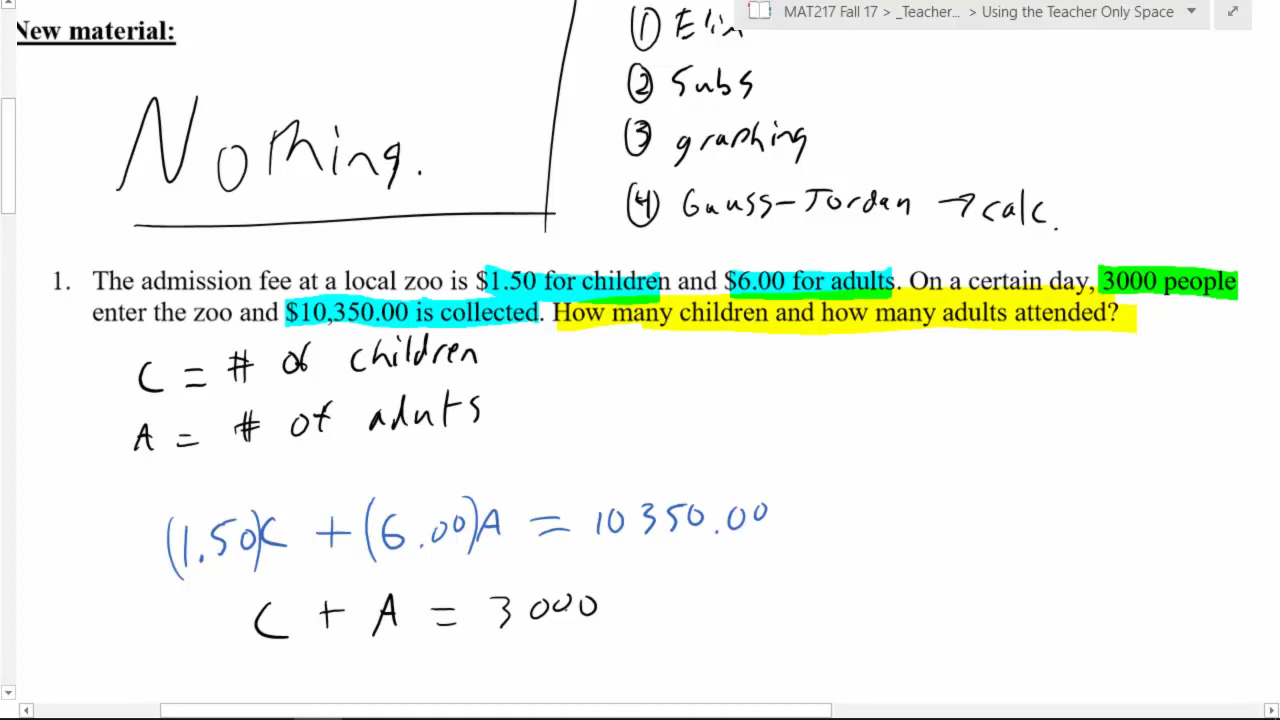 MAT217 Fall 17 > _Teacher... > Using the Teacher Only Space
New material:
Nothing.
① Elim
② Subs
③ graphing
④ Gauss-Jordan → calc.
1. The admission fee at a local zoo is $1.50 for children and $6.00 for adults. On a certain day, 3000 people
enter the zoo and $10,350.00 is collected. How many children and how many adults attended?
C = # of children
A = # of aduts
(1.50)C + (6.00)A = 10350.00
C + A = 3000